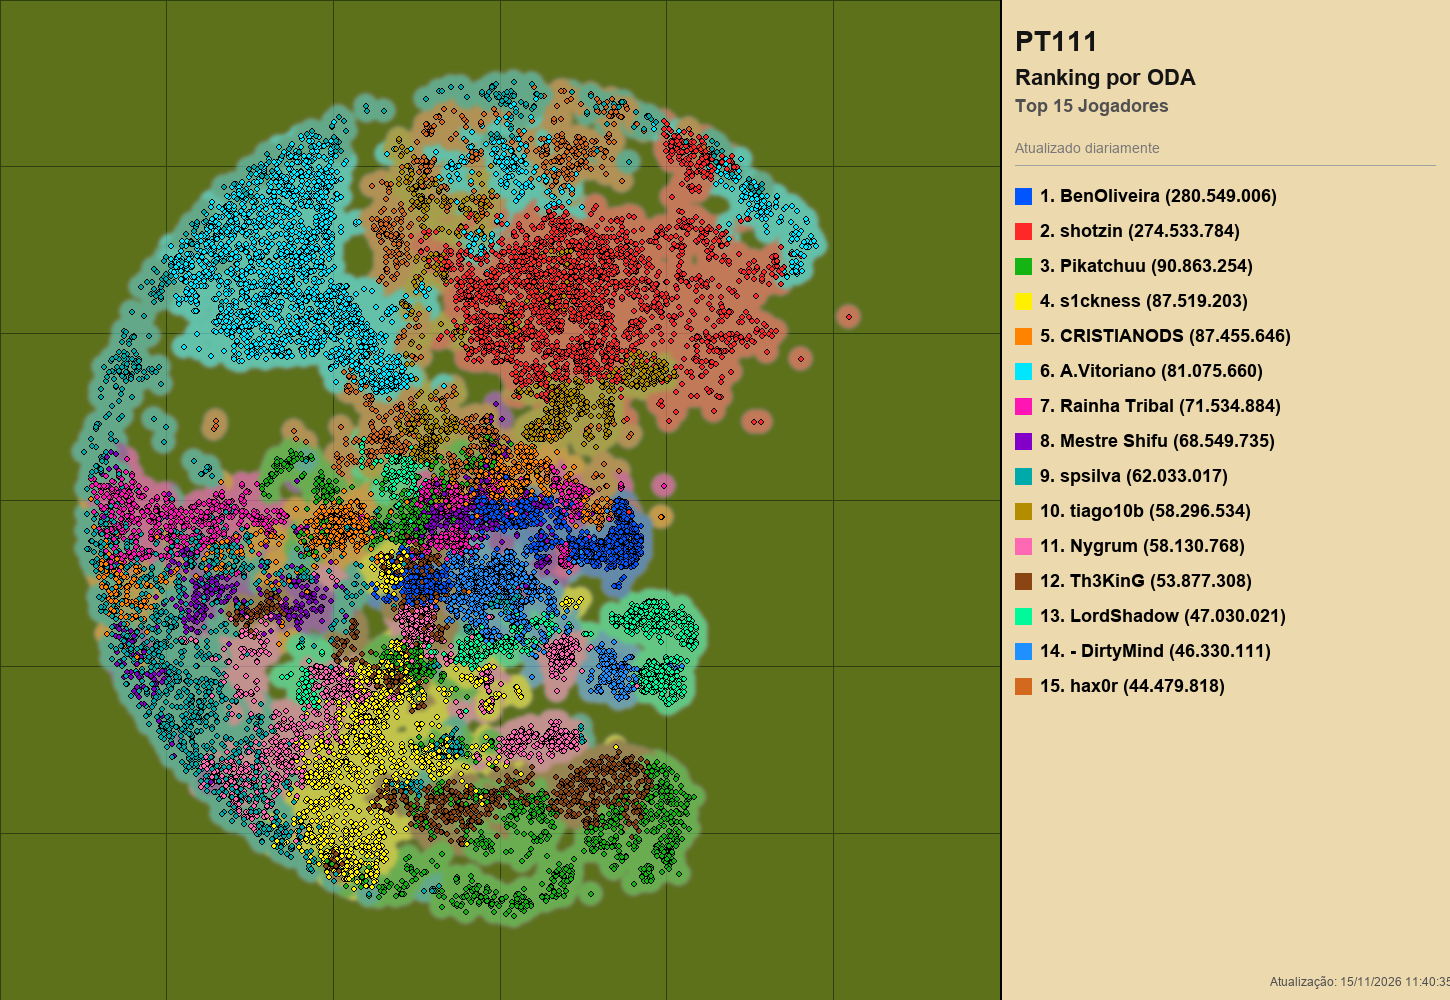 PT111
Ranking por ODA
Top 15 Jogadores
Atualizado diariamente
1. BenOliveira (280.549.006)
2. shotzin (274.533.784)
3. Pikatchuu (90.863.254)
4. s1ckness (87.519.203)
5. CRISTIANODS (87.455.646)
6. A.Vitoriano (81.075.660)
7. Rainha Tribal (71.534.884)
8. Mestre Shifu (68.549.735)
9. spsilva (62.033.017)
10. tiago10b (58.296.534)
11. Nygrum (58.130.768)
12. Th3KinG (53.877.308)
13. LordShadow (47.030.021)
14. - DirtyMind (46.330.111)
15. hax0r (44.479.818)
Atualização: 15/11/2026 11:40:35